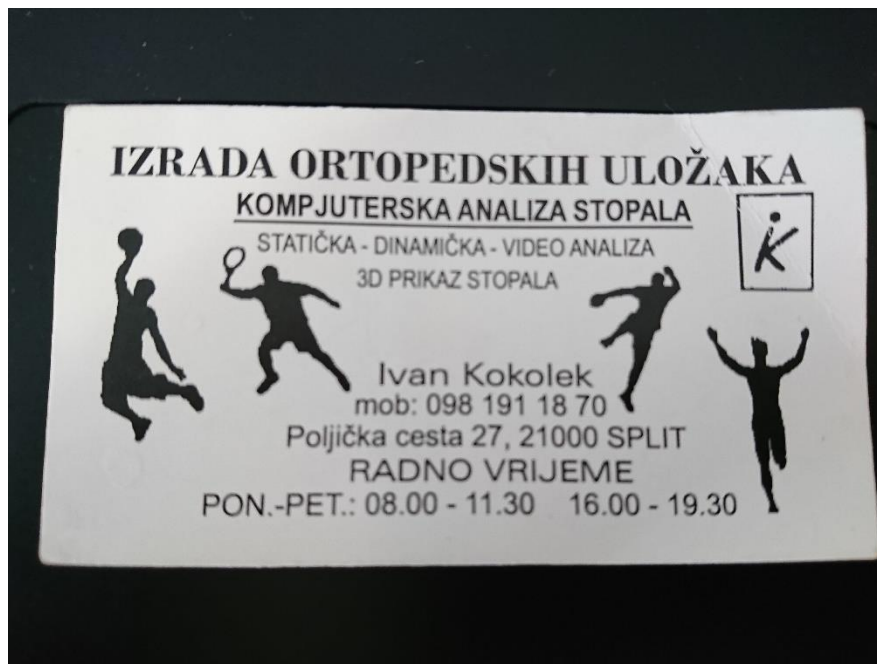 IZRADA ORTOPEDSKIH ULOŽAKA
KOMPJUTERSKA ANALIZA STOPALA
STATIČKA - DINAMIČKA - VIDEO ANALIZA
3D PRIKAZ STOPALA
iK
Ivan Kokolek
mob: 098 191 18 70
Poljička cesta 27, 21000 SPLIT
RADNO VRIJEME
PON.-PET.: 08.00 - 11.30 16.00 - 19.30